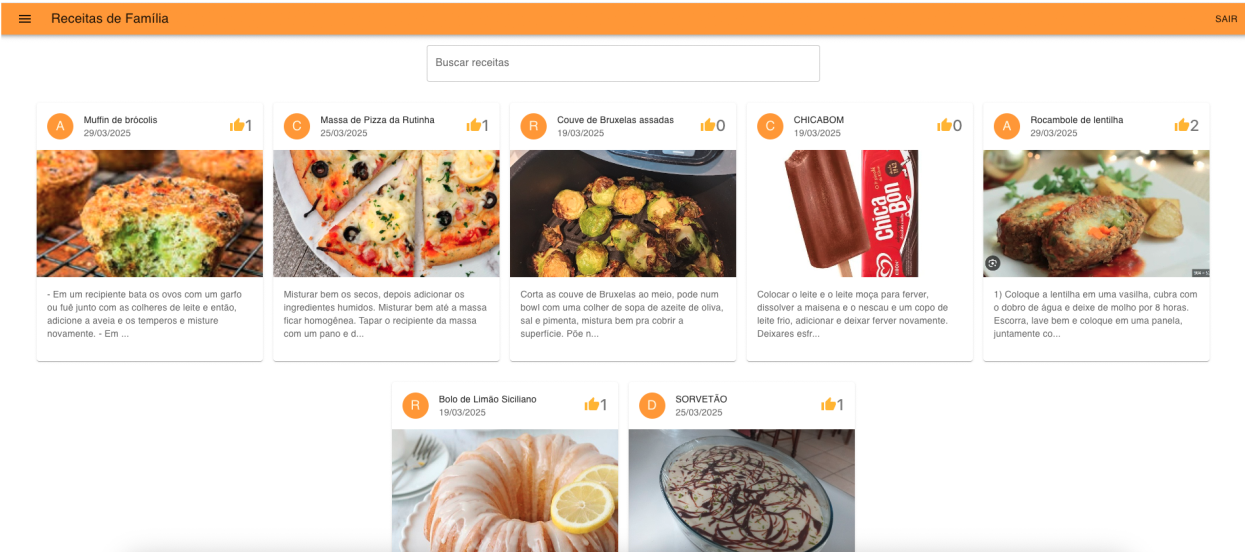 Receitas de Família
SAIR
Buscar receitas
A
Muffin de brócolis
29/03/2025
1
C
Massa de Pizza da Rutinha
25/03/2025
1
R
Couve de Bruxelas assadas
19/03/2025
0
C
CHICABOM
19/03/2025
0
A
Rocambole de lentilha
29/03/2025
2
Chica
Bon
- Em um recipiente bata os ovos com um garfo
ou fuê junto com as colheres de leite e então,
adicione a aveia e os temperos e misture
novamente. - Em ...
Misturar bem os secos, depois adicionar os
ingredientes humidos. Misturar bem até a massa
ficar homogênea. Tapar o recipiente da massa
com um pano e d...
Corta as couve de Bruxelas ao meio, pode num
bowl com uma colher de sopa de azeite de oliva,
sal e pimenta, mistura bem pra cobrir a
superfície. Põe n...
Colocar o leite e o leite moça para ferver,
dissolver a maisena e o nescau e um copo de
leite frio, adicionar e deixar ferver novamente.
Deixares esfr...
1) Coloque a lentilha em uma vasilha, cubra com
o dobro de água e deixe de molho por 8 horas.
Escorra, lave bem e coloque em uma panela,
juntamente co...
R
Bolo de Limão Siciliano
19/03/2025
1
D
SORVETÃO
25/03/2025
1